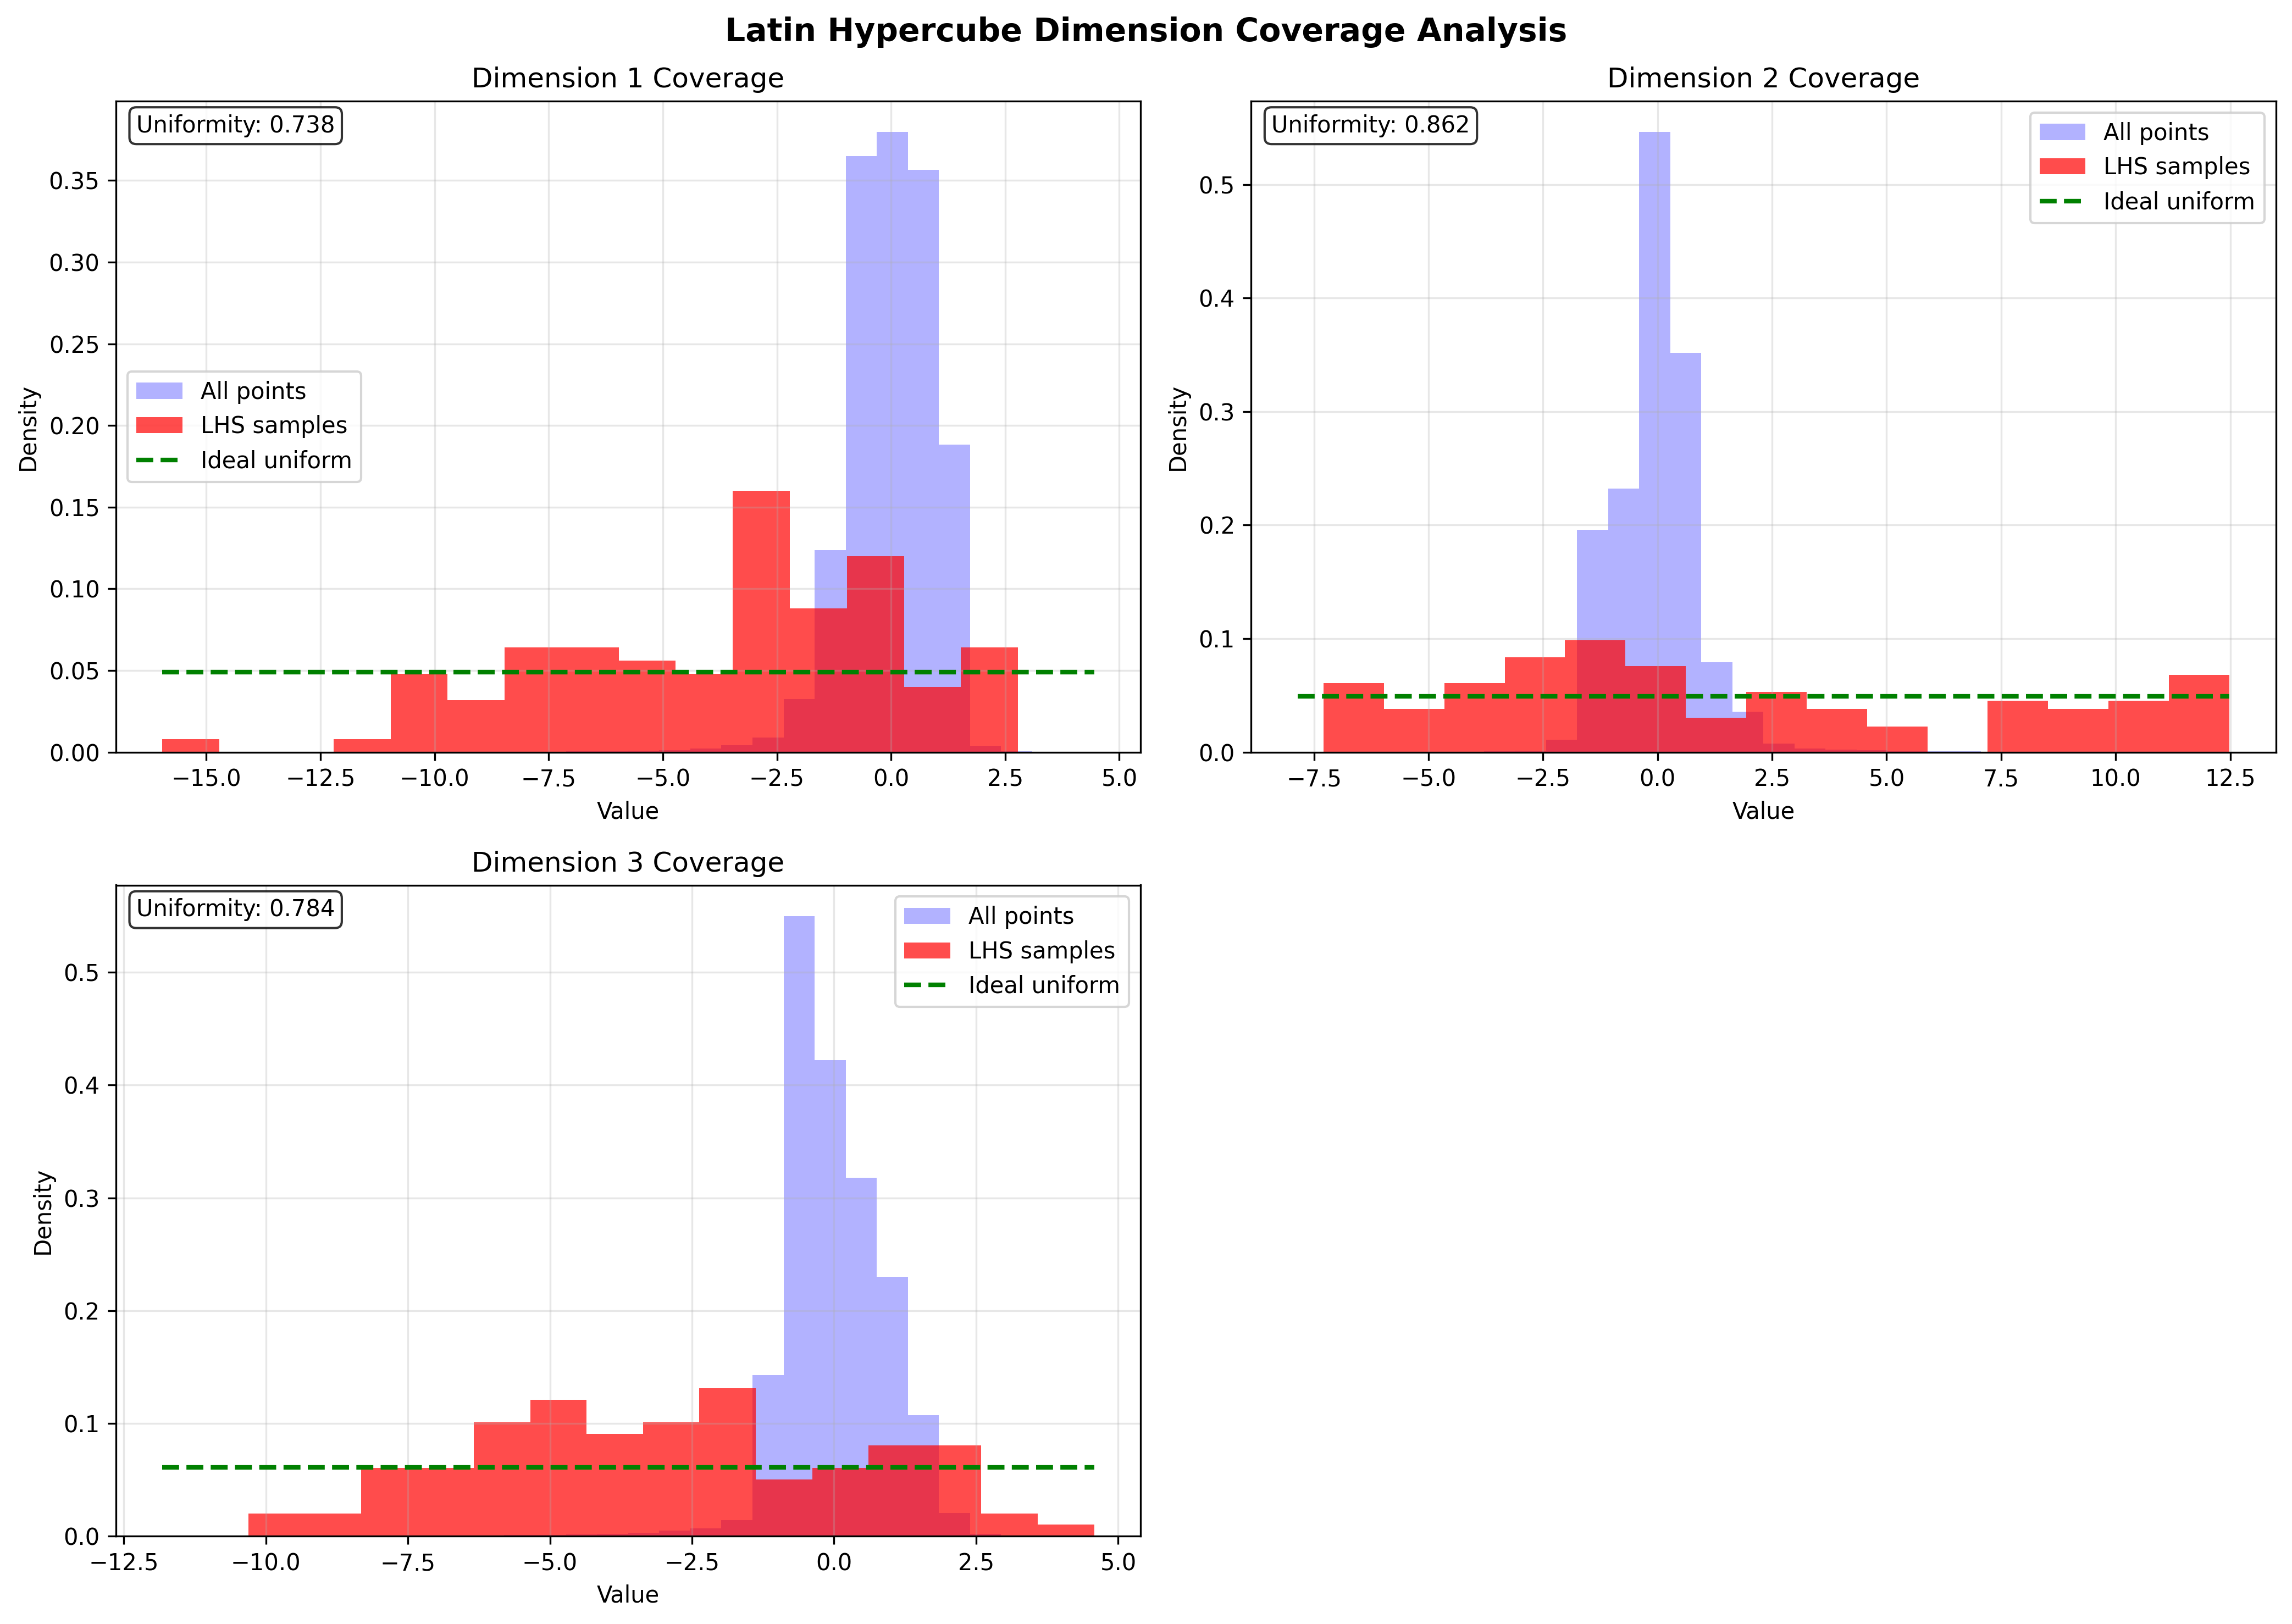 Latin Hypercube Dimension Coverage Analysis
Dimension 1 Coverage
Uniformity: 0.738
All points
LHS samples
Ideal uniform
Density
0.35
0.30
0.25
0.20
0.15
0.10
0.05
0.00
−15.0 −12.5 −10.0 −7.5 −5.0 −2.5 0.0 2.5 5.0
Value
Dimension 2 Coverage
Uniformity: 0.862
All points
LHS samples
Ideal uniform
Density
0.5
0.4
0.3
0.2
0.1
0.0
−7.5 −5.0 −2.5 0.0 2.5 5.0 7.5 10.0 12.5
Value
Dimension 3 Coverage
Uniformity: 0.784
All points
LHS samples
Ideal uniform
Density
0.5
0.4
0.3
0.2
0.1
0.0
−12.5 −10.0 −7.5 −5.0 −2.5 0.0 2.5 5.0
Value